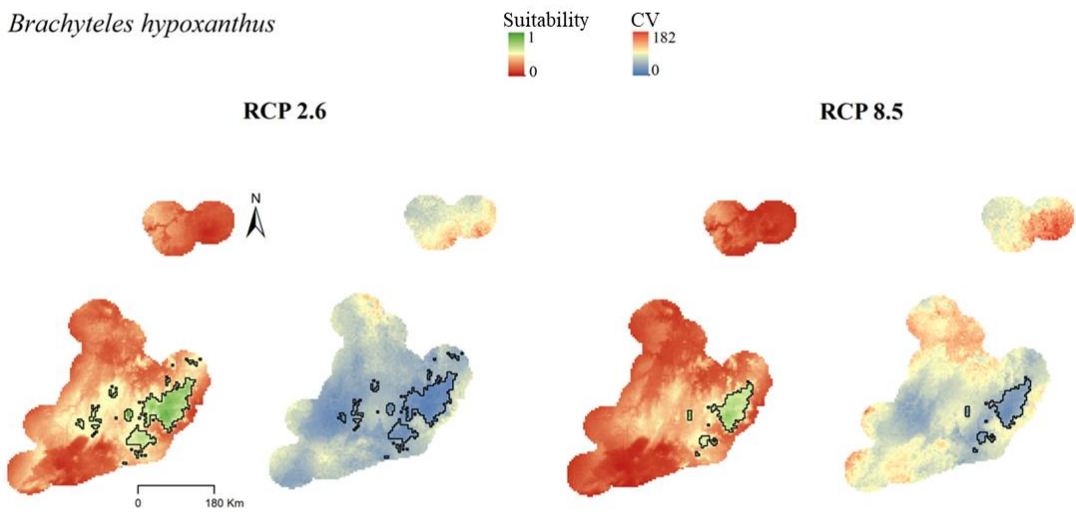 Brachyteles hypoxanthus
Suitability
1
0
CV
182
0
RCP 2.6
RCP 8.5
N
0 180 Km